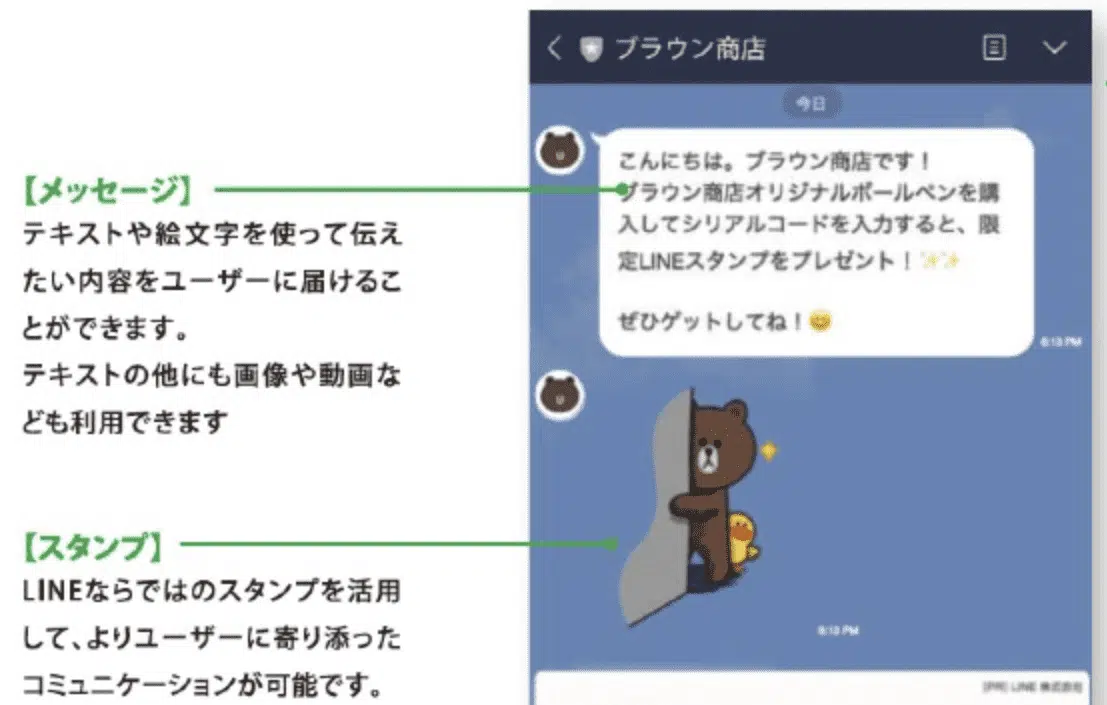 【メッセージ】
テキストや絵文字を使って伝え
たい内容をユーザーに届けるこ
とができます。
テキストの他にも画像や動画な
ども利用できます
【スタンプ】
LINEならではのスタンプを活用
して、よりユーザーに寄り添った
コミュニケーションが可能です。
ブラウン商店
今日
こんにちは。ブラウン商店です！
ブラウン商店オリジナルボールペンを購
入してシリアルコードを入力すると、限
定LINEスタンプをプレゼント！✨✨
ぜひゲットしてね！😊
6:13 PM
6:13 PM
[PR] LINE 株式会社